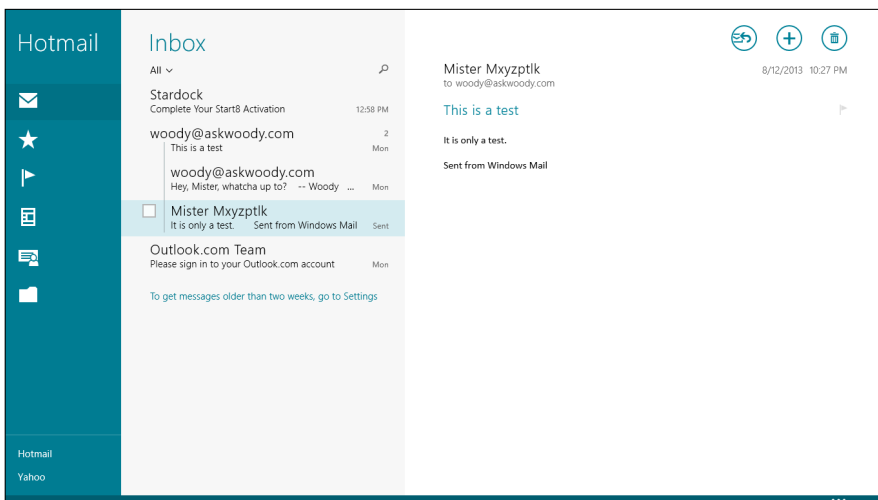 Hotmail
Hotmail
Yahoo
Inbox
All
Stardock
Complete Your Start8 Activation 12:58 PM
woody@askwoody.com 2
This is a test Mon
woody@askwoody.com
Hey, Mister, whatcha up to? -- Woody ... Mon
Mister Mxyzptlk
It is only a test. Sent from Windows Mail Sent
Outlook.com Team
Please sign in to your Outlook.com account Mon
To get messages older than two weeks, go to Settings
Mister Mxyzptlk 8/12/2013 10:27 PM
to woody@askwoody.com
This is a test
It is only a test.
Sent from Windows Mail